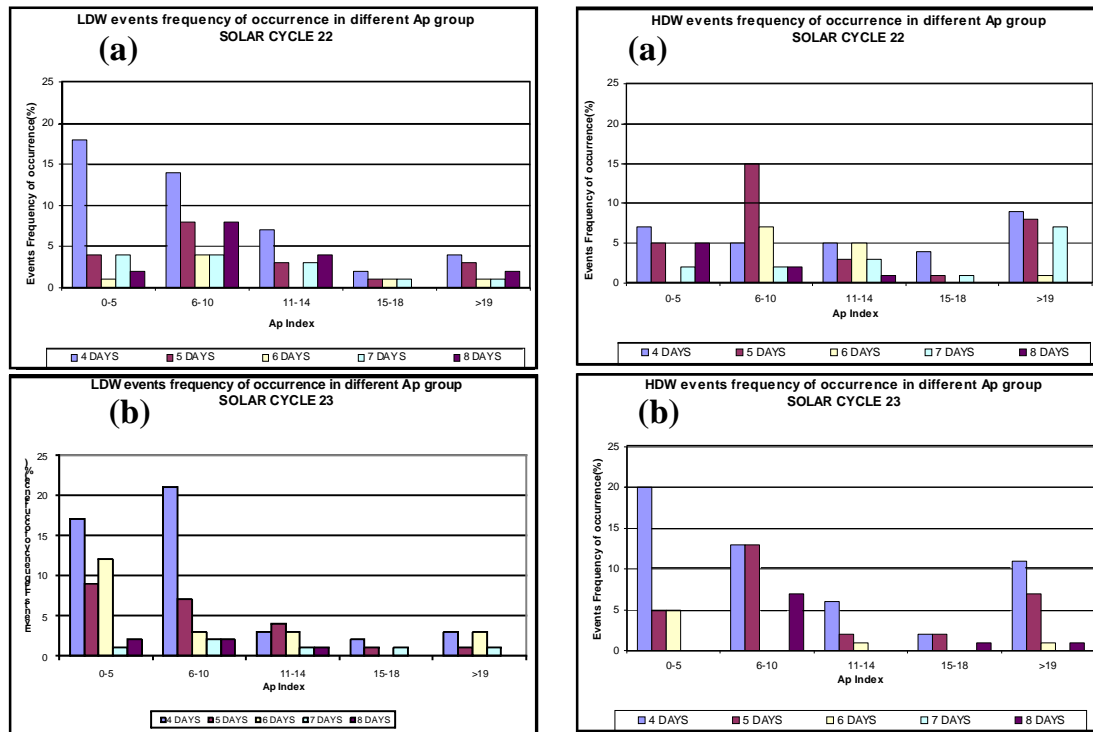 LDW events frequency of occurrence in different Ap group
SOLAR CYCLE 22
(a)
Events Frequency of occurrence(%)
25
20
15
10
5
0
0-5 6-10 11-14 15-18 >19
Ap Index
4 DAYS 5 DAYS 6 DAYS 7 DAYS 8 DAYS
HDW events frequency of occurrence in different Ap group
SOLAR CYCLE 22
(a)
Events Frequency of occurrence(%)
25
20
15
10
5
0
0-5 6-10 11-14 15-18 >19
Ap Index
4 DAYS 5 DAYS 6 DAYS 7 DAYS 8 DAYS
LDW events frequency of occurrence in different Ap group
SOLAR CYCLE 23
(b)
25
20
15
10
5
0
0-5 6-10 11-14 15-18 >19
Ap Index
4 DAYS 5 DAYS 6 DAYS 7 DAYS 8 DAYS
HDW events frequency of occurrence in different Ap group
SOLAR CYCLE 23
(b)
Events Frequency of occurrence(%)
25
20
15
10
5
0
0-5 6-10 11-14 15-18 >19
Ap Index
4 DAYS 5 DAYS 6 DAYS 7 DAYS 8 DAYS